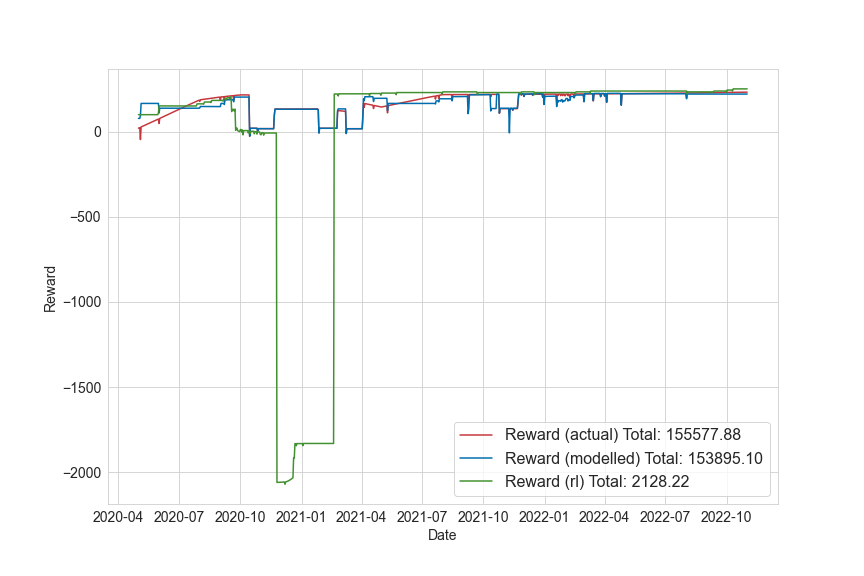 0
−500
−1000
−1500
−2000
Reward
Reward (actual) Total: 155577.88
Reward (modelled) Total: 153895.10
Reward (rl) Total: 2128.22
2020-04 2020-07 2020-10 2021-01 2021-04 2021-07 2021-10 2022-01 2022-04 2022-07 2022-10
Date